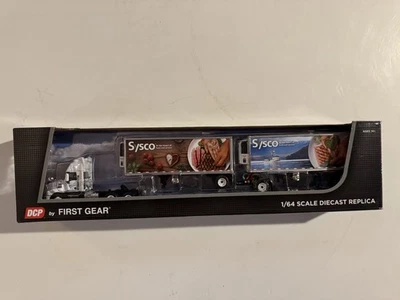 Sysco
Sysco
DCP by FIRST GEAR
1/64 SCALE DIECAST REPLICA